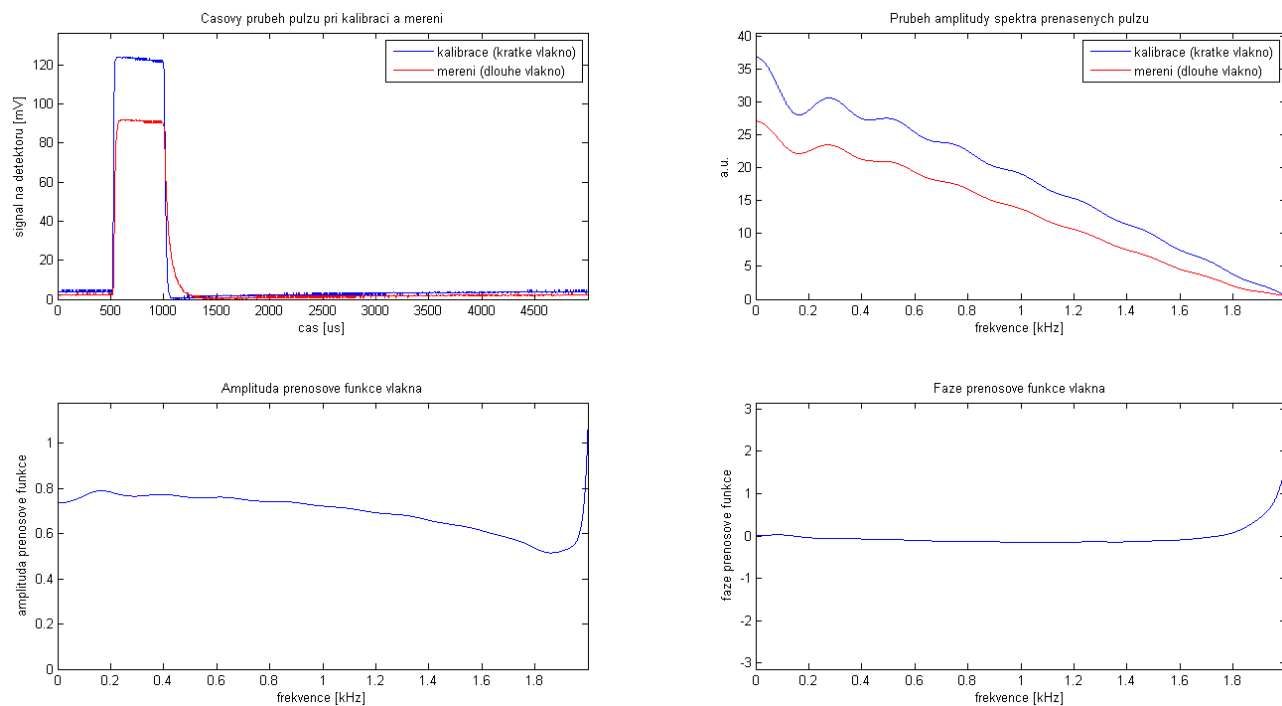 Casovy prubeh pulzu pri kalibraci a mereni
kalibrace (kratke vlakno)
mereni (dlouhe vlakno)
signal na detektoru [mV]
120
100
80
60
40
20
0
0 500 1000 1500 2000 2500 3000 3500 4000 4500
cas [us]
Prubeh amplitudy spektra prenasenych pulzu
kalibrace (kratke vlakno)
mereni (dlouhe vlakno)
a.u.
40
35
30
25
20
15
10
5
0
0 0.2 0.4 0.6 0.8 1 1.2 1.4 1.6 1.8
frekvence [kHz]
Amplituda prenosove funkce vlakna
amplituda prenosove funkce
1
0.8
0.6
0.4
0.2
0
0 0.2 0.4 0.6 0.8 1 1.2 1.4 1.6 1.8
frekvence [kHz]
Faze prenosove funkce vlakna
faze prenosove funkce
3
2
1
0
-1
-2
-3
0 0.2 0.4 0.6 0.8 1 1.2 1.4 1.6 1.8
frekvence [kHz]